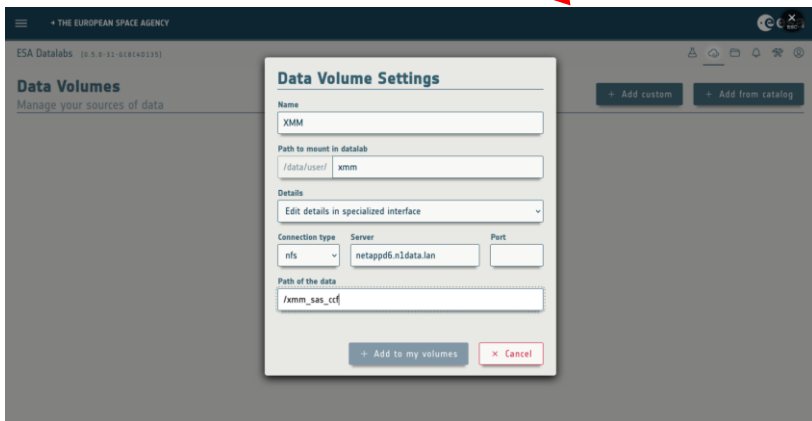 + THE EUROPEAN SPACE AGENCY
esc
ESA Datalabs
Data Volumes
Manage your sources of data
+ Add custom
+ Add from catalog
Data Volume Settings
Name
XMM
Path to mount in datalab
/data/user/ xmm
Details
Edit details in specialized interface
Connection type Server Port
nfs netappd6.n1data.lan
Path of the data
/xmm_sas_ccf
+ Add to my volumes
× Cancel